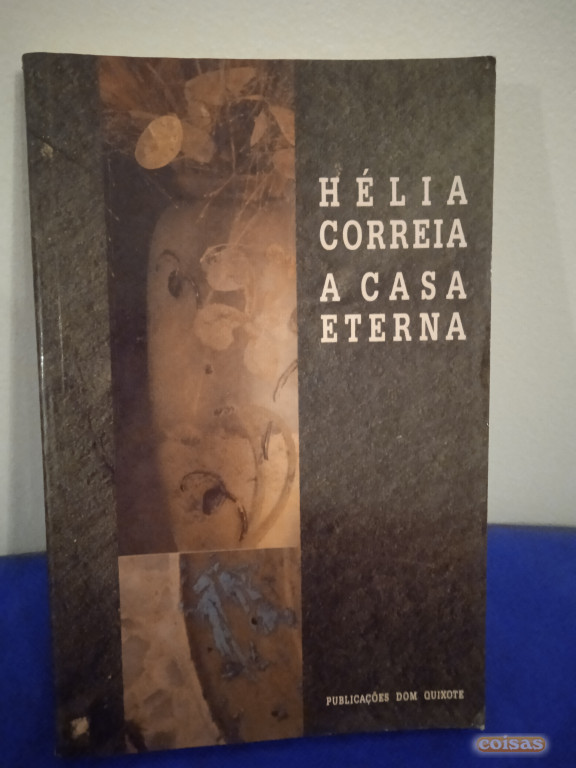 HÉLIA
CORREIA
A CASA
ETERNA
PUBLICAÇÕES DOM QUIXOTE
coisas